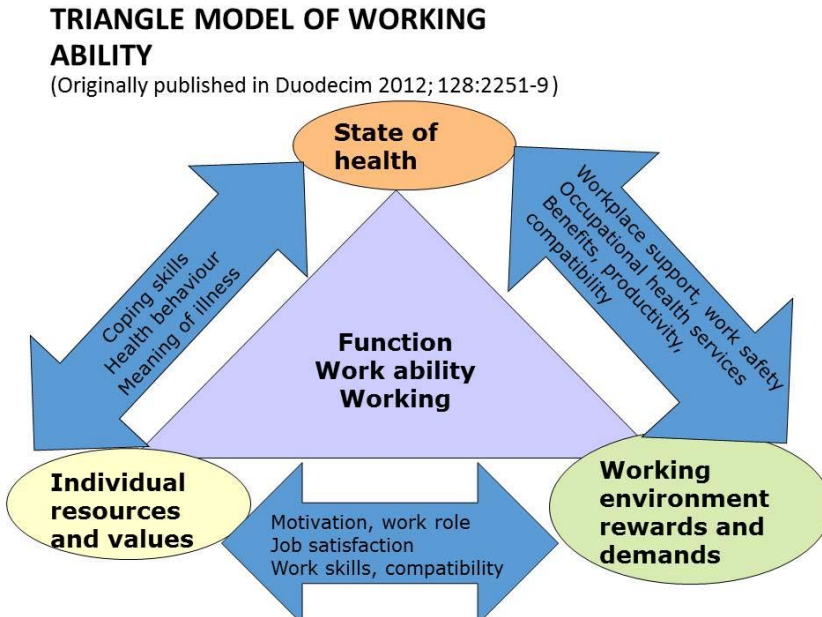 TRIANGLE MODEL OF WORKING
ABILITY
(Originally published in Duodecim 2012; 128:2251-9)
State of
health
Coping skills
Health behaviour
Meaning of illness
Workplace support, work safety
Occupational health services
Benefits, productivity,
compatibility
Function
Work ability
Working
Individual
resources
and values
Motivation, work role
Job satisfaction
Work skills, compatibility
Working
environment
rewards and
demands